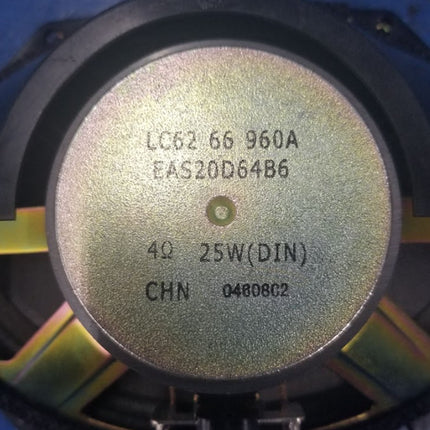 LC62 66 960A
EAS20D64B6
4Ω 25W(DIN)
CHN 0460802